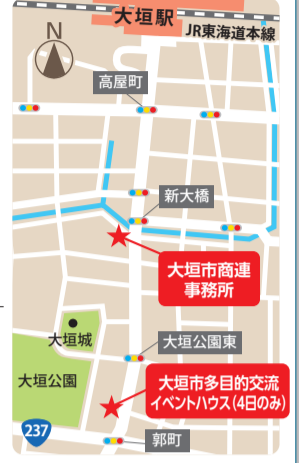 大垣駅
JR東海道本線
N
高屋町
新大橋
大垣市商連
事務所
大垣城
大垣公園東
大垣公園
大垣市多目的交流
イベントハウス(4日のみ)
237
郭町